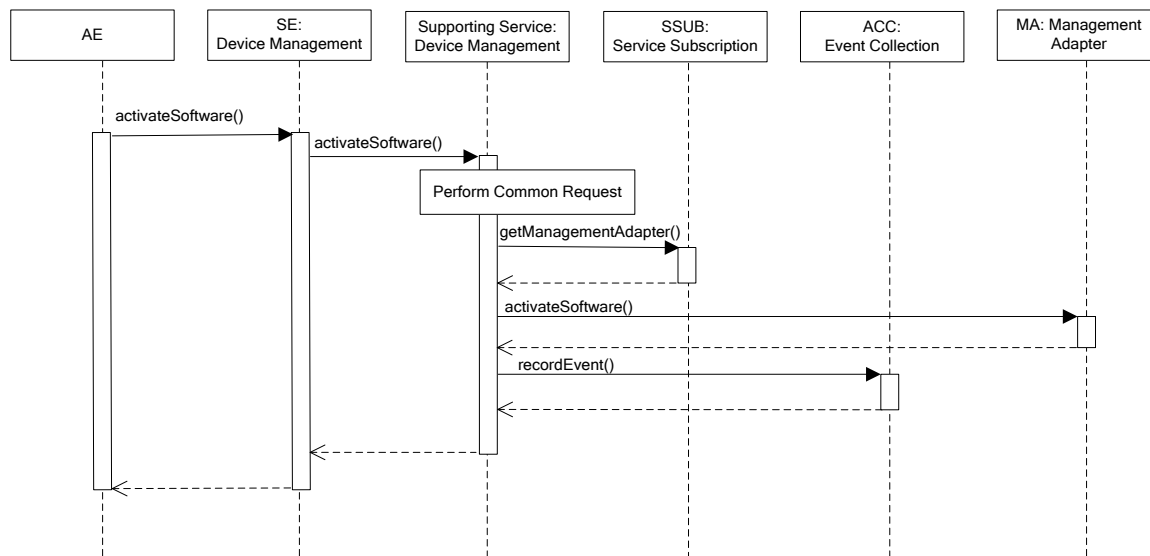 AE
SE:
Device Management
Supporting Service:
Device Management
SSUB:
Service Subscription
ACC:
Event Collection
MA: Management
Adapter
activateSoftware()
activateSoftware()
Perform Common Request
getManagementAdapter()
activateSoftware()
recordEvent()